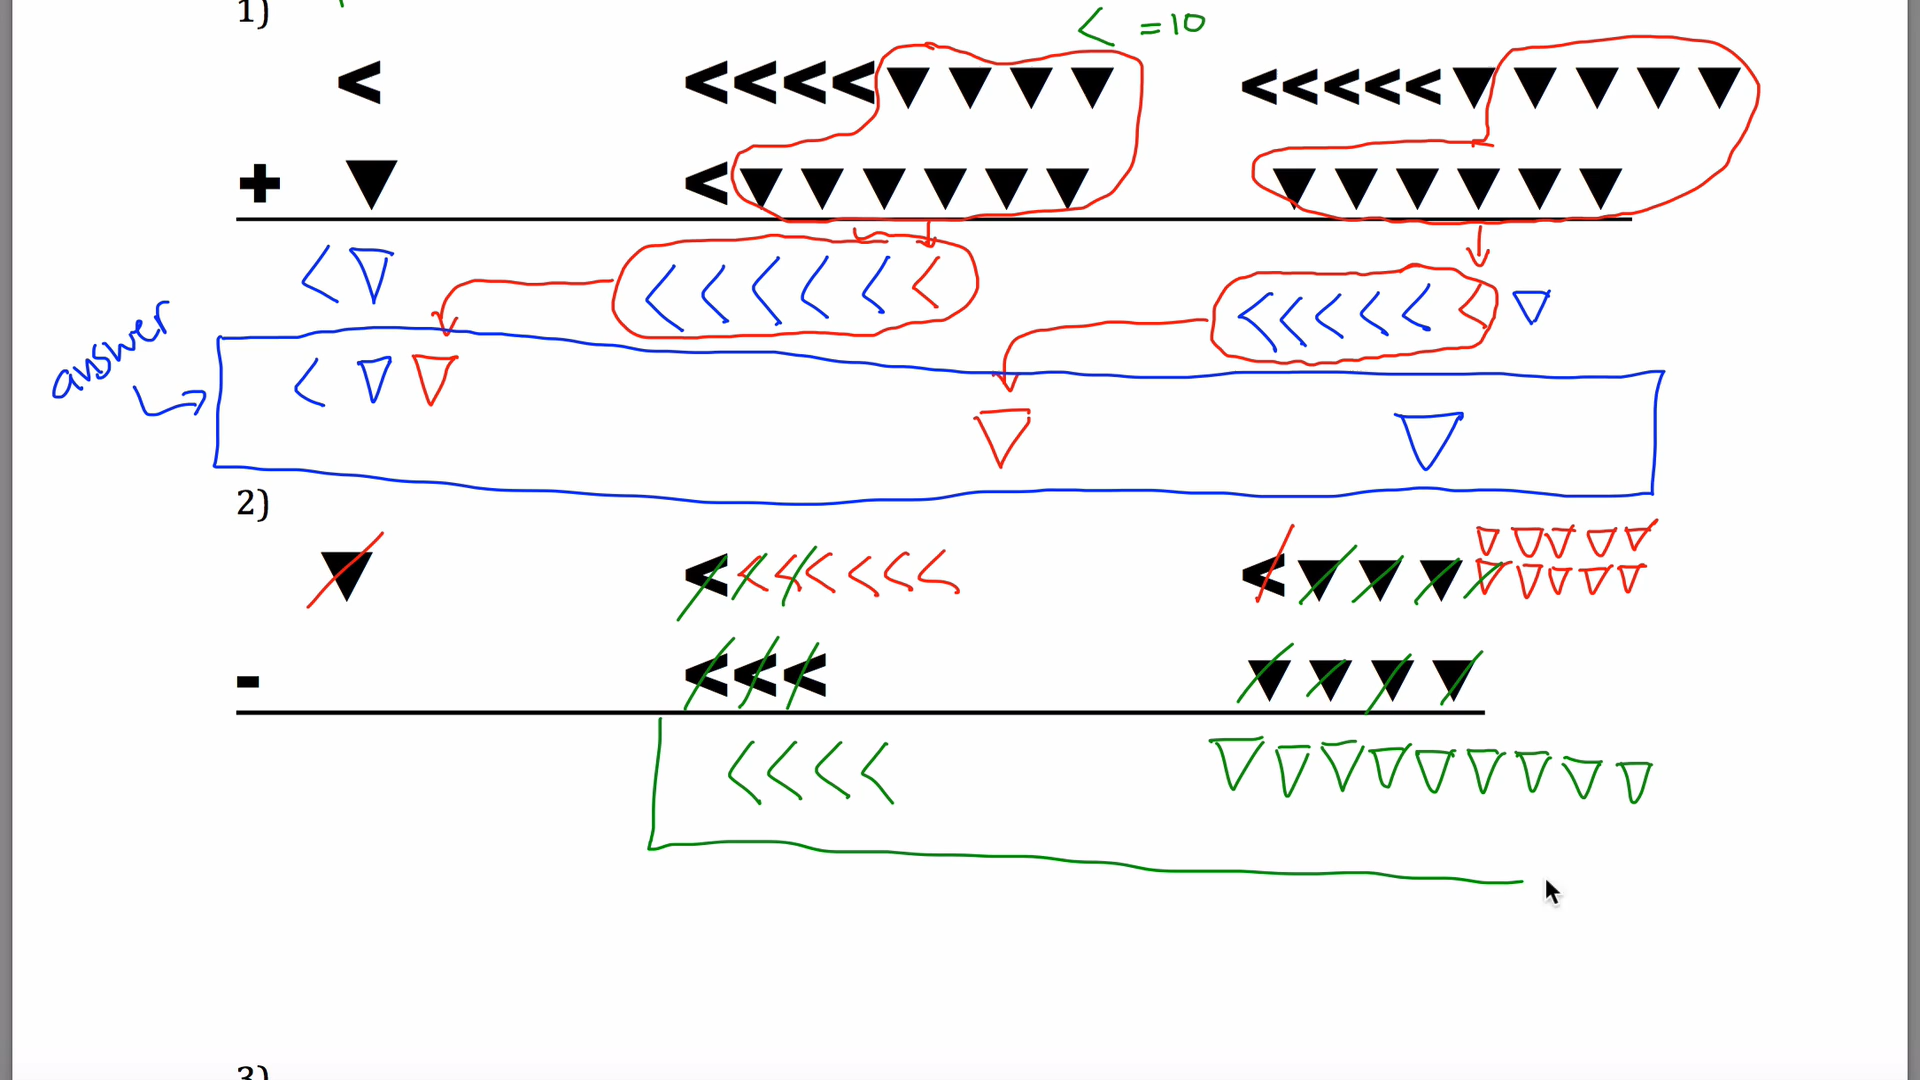 1)
< = 10
< <<<<▼▼▼▼ <<<<<▼▼▼▼▼
+ ▼ <▼▼▼▼▼▼ ▼▼▼▼▼▼
<▽ <<<<<< <<<<<<▽
answer
<▽▽ ▽ ▽
2)
▼ <<<<<<< <▼▼▼▽▽▽▽▽▽▽▽▽▽
- <<< ▼▼▼▼
<<<< ▽▽▽▽▽▽▽▽▽
3)